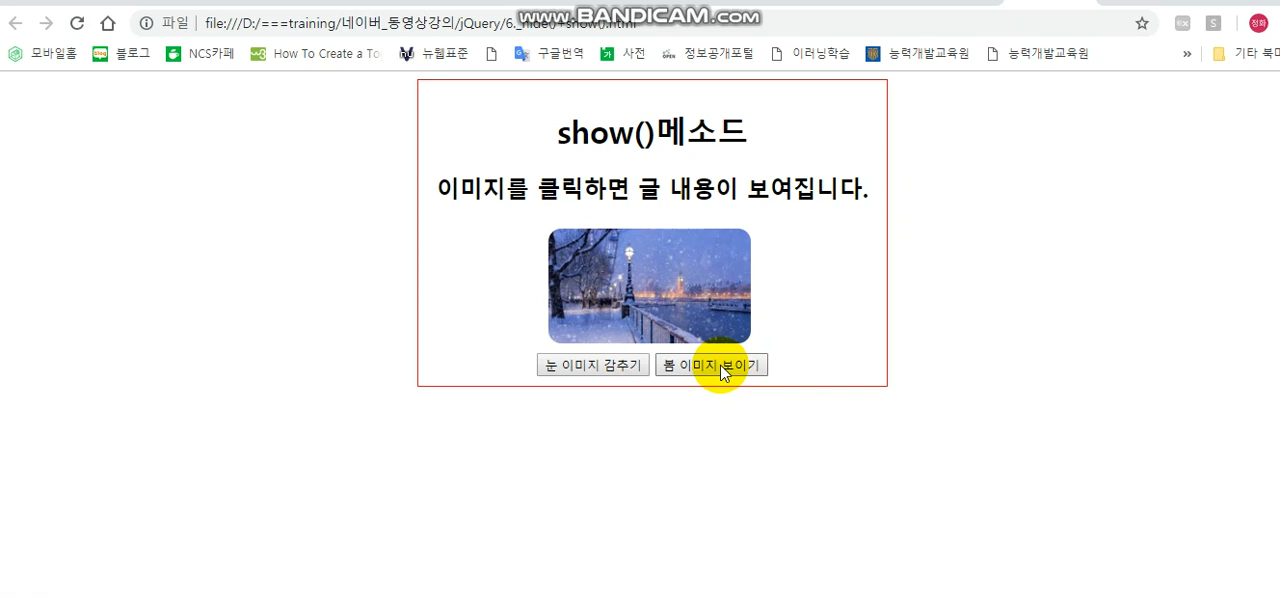 www.BANDICAM.com
파일 | file:///D:/===training/네이버_동영상강의/jQuery/6._hide()+show().html
EX S 정화
모바일홈 blog 블로그 NCS카페 How To Create a To 뉴웹표준 구글번역 사전 OPEN 정보공개포털 이러닝학습 능력개발교육원 능력개발교육원 » 기타 북마
show()메소드
이미지를 클릭하면 글 내용이 보여집니다.
눈 이미지 감추기 봄 이미지 보이기